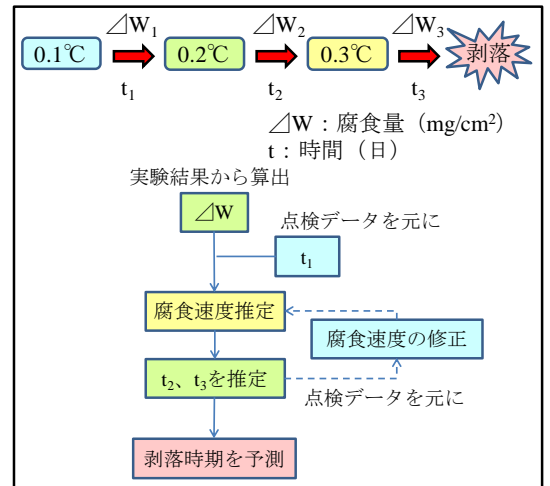 ⊿W₁ ⊿W₂ ⊿W₃
0.1℃ 0.2℃ 0.3℃ 剥落
t₁ t₂ t₃
⊿W：腐食量（mg/cm²）
t：時間（日）
実験結果から算出
⊿W
点検データを元に
t₁
腐食速度推定
腐食速度の修正
t₂、t₃を推定
点検データを元に
剥落時期を予測